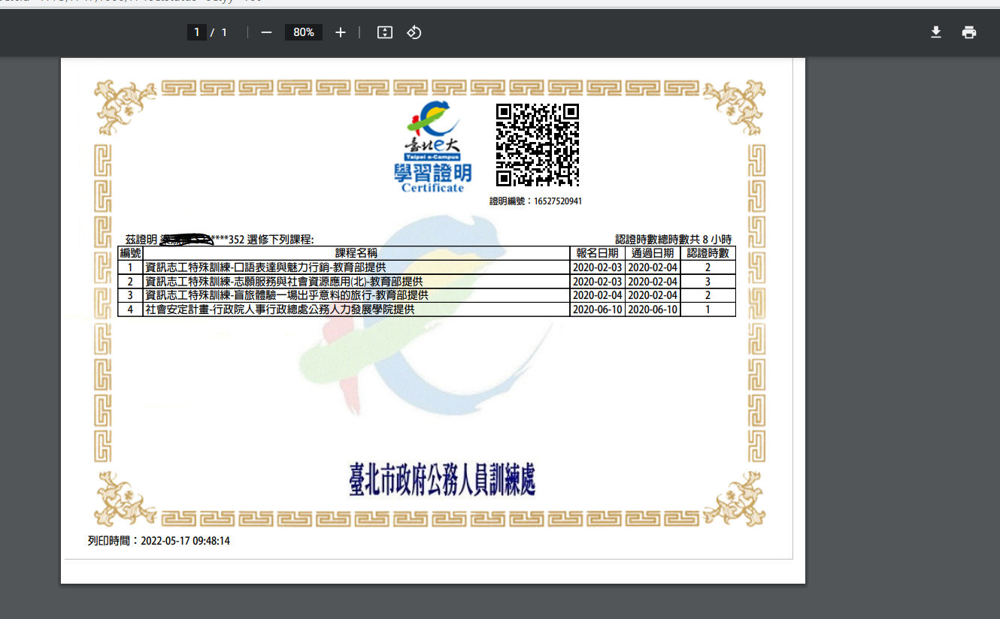 1 / 1
80%
臺北e大
Taipei e-Campus
學習證明
Certificate
證明編號：16527520941
茲證明 ****352 選修下列課程:
認證時數總時數共 8 小時
編號 課程名稱 報名日期 通過日期 認證時數
1 資訊志工特殊訓練-口語表達與魅力行銷-教育部提供 2020-02-03 2020-02-04 2
2 資訊志工特殊訓練-志願服務與社會資源應用(北)-教育部提供 2020-02-03 2020-02-04 3
3 資訊志工特殊訓練-盲旅體驗一場出乎意料的旅行-教育部提供 2020-02-04 2020-02-04 2
4 社會安定計畫-行政院人事行政總處公務人力發展學院提供 2020-06-10 2020-06-10 1
臺北市政府公務人員訓練處
列印時間：2022-05-17 09:48:14